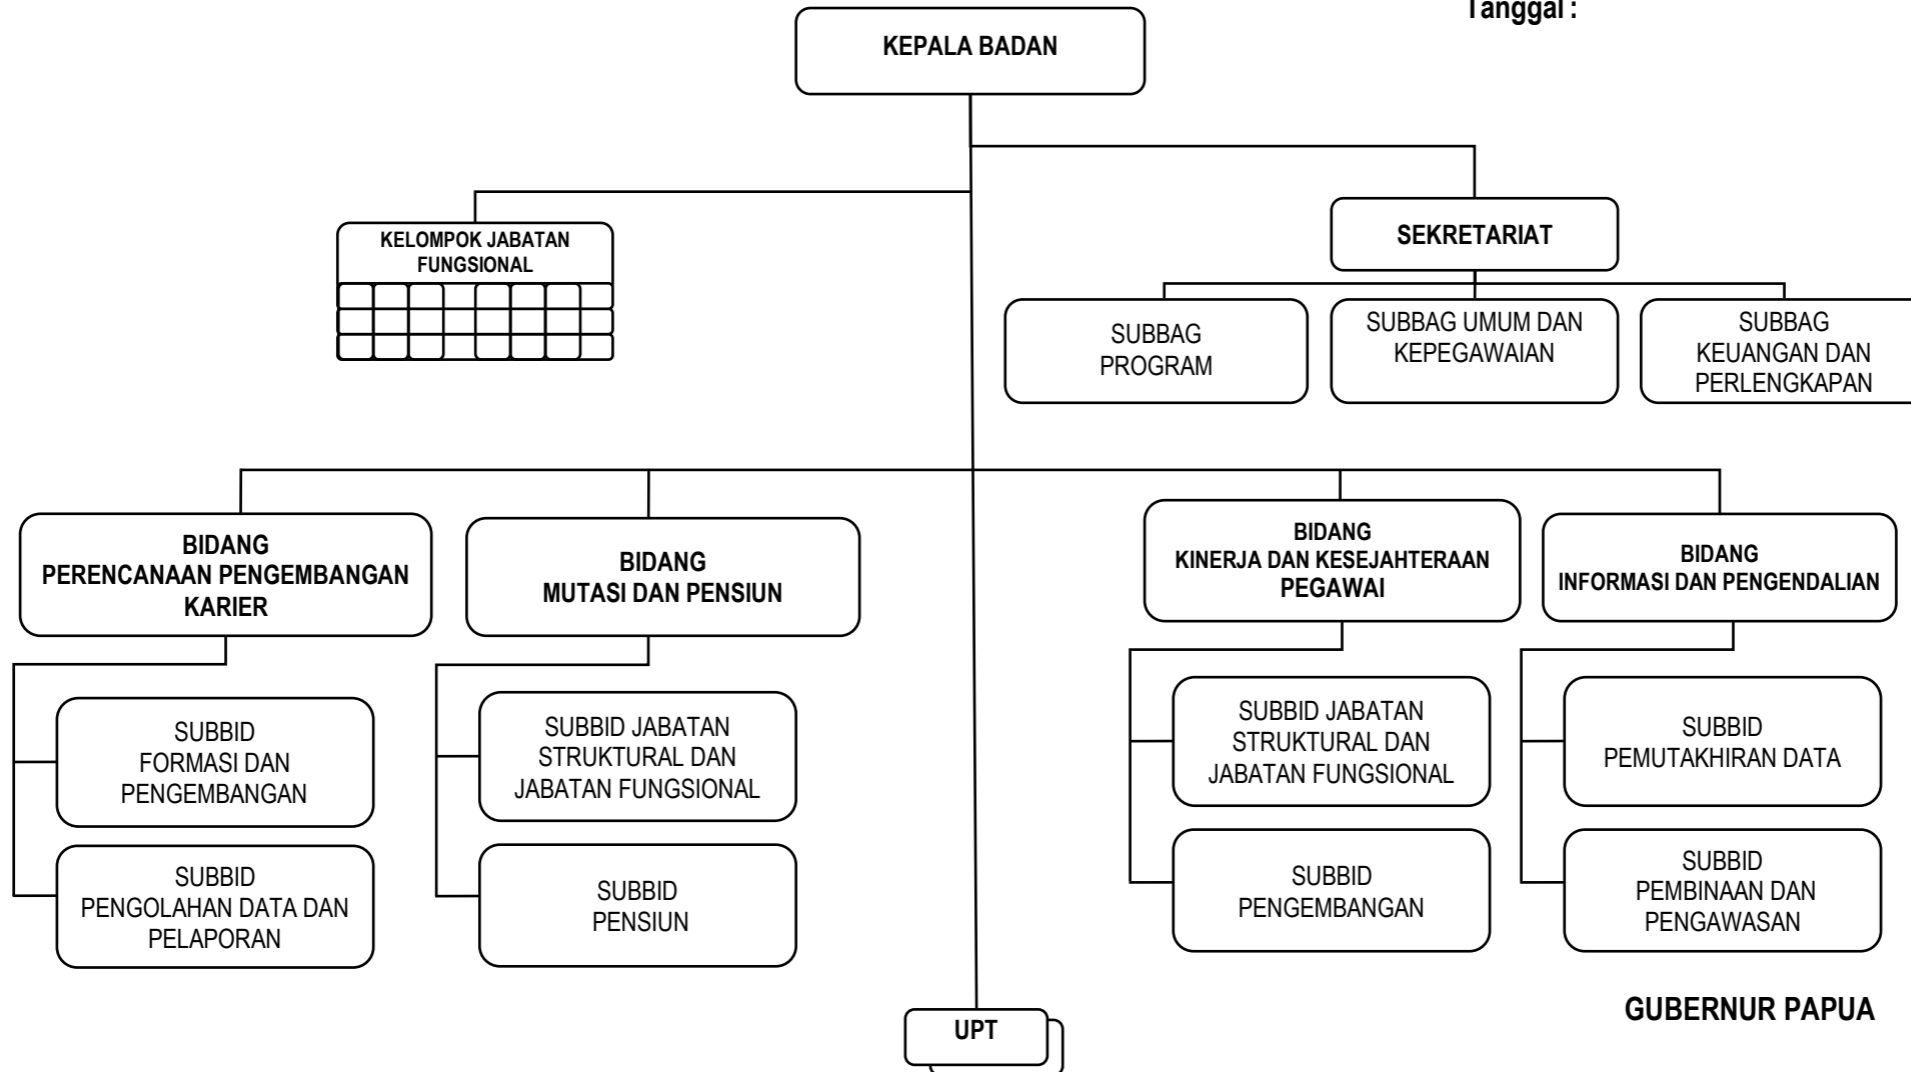 Tanggal :
KEPALA BADAN
KELOMPOK JABATAN
FUNGSIONAL
SEKRETARIAT
SUBBAG
PROGRAM
SUBBAG UMUM DAN
KEPEGAWAIAN
SUBBAG
KEUANGAN DAN
PERLENGKAPAN
BIDANG
PERENCANAAN PENGEMBANGAN
KARIER
BIDANG
MUTASI DAN PENSIUN
BIDANG
KINERJA DAN KESEJAHTERAAN
PEGAWAI
BIDANG
INFORMASI DAN PENGENDALIAN
SUBBID
FORMASI DAN
PENGEMBANGAN
SUBBID JABATAN
STRUKTURAL DAN
JABATAN FUNGSIONAL
SUBBID JABATAN
STRUKTURAL DAN
JABATAN FUNGSIONAL
SUBBID
PEMUTAKHIRAN DATA
SUBBID
PENGOLAHAN DATA DAN
PELAPORAN
SUBBID
PENSIUN
SUBBID
PENGEMBANGAN
SUBBID
PEMBINAAN DAN
PENGAWASAN
UPT
GUBERNUR PAPUA